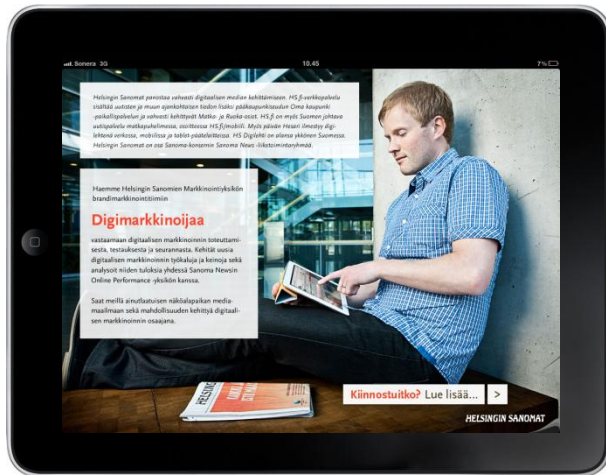 Sonera 3G
10.45
7%
Helsingin Sanomat panostaa vahvasti digitaalisen median kehittämiseen. HS.fi-verkkopalvelu
sisältää uutisten ja muun ajankohtaisen tiedon lisäksi pääkaupunkiseudun Oma kaupunki
-paikallispalvelun ja vahvasti kehittyvät Matka- ja Ruoka-osiot. HS.fi on myös Suomen johtava
uutispalvelu matkapuhelimessa, osoitteessa HS.fi/mobiili. Myös päivän Hesari ilmestyy digi-
lehtenä verkossa, mobiilissa ja tablet-päätelaitteissa. HS Digilehti on alansa ykkönen Suomessa.
Helsingin Sanomat on osa Sanoma-konsernin Sanoma News -liiketoimintaryhmää.
Haemme Helsingin Sanomien Markkinointiyksikön
brandimarkkinointitiimiin
Digimarkkinoijaa
vastaamaan digitaalisen markkinoinnin toteuttami-
sesta, testauksesta ja seurannasta. Kehität uusia
digitaalisen markkinoinnin työkaluja ja keinoja sekä
analysoit niiden tuloksia yhdessä Sanoma Newsin
Online Performance -yksikön kanssa.
Saat meillä ainutlaatuisen näköalapaikan media-
maailmaan sekä mahdollisuuden kehittyä digitaali-
sen markkinoinnin osaajana.
HELSINGIN
Kiinnostuitko? Lue lisää... >
HELSINGIN SANOMAT